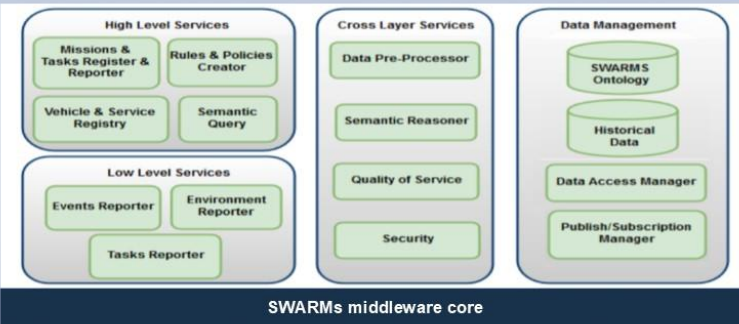 High Level Services
Missions &
Tasks Register &
Reporter
Rules & Policies
Creator
Vehicle & Service
Registry
Semantic
Query
Low Level Services
Events Reporter
Environment
Reporter
Tasks Reporter
Cross Layer Services
Data Pre-Processor
Semantic Reasoner
Quality of Service
Security
Data Management
SWARMS
Ontology
Historical
Data
Data Access Manager
Publish/Subscription
Manager
SWARMs middleware core